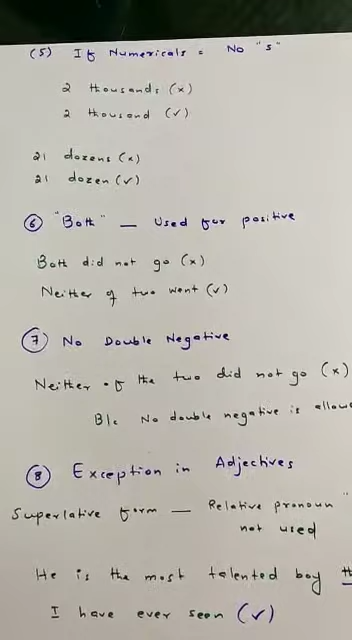 (5) If Numericals = No "s"
2 thousands (x)
2 thousand (✓)
21 dozens (x)
21 dozen (✓)
⑥ "Both" — Used for positive
Both did not go (x)
Neither of two went (✓)
⑦ No Double Negative
Neither of the two did not go (x)
B/c No double negative is allowe
⑧ Exception in Adjectives
Superlative form — Relative pronoun "
not used
He is the most talented boy
I have ever seen (✓)